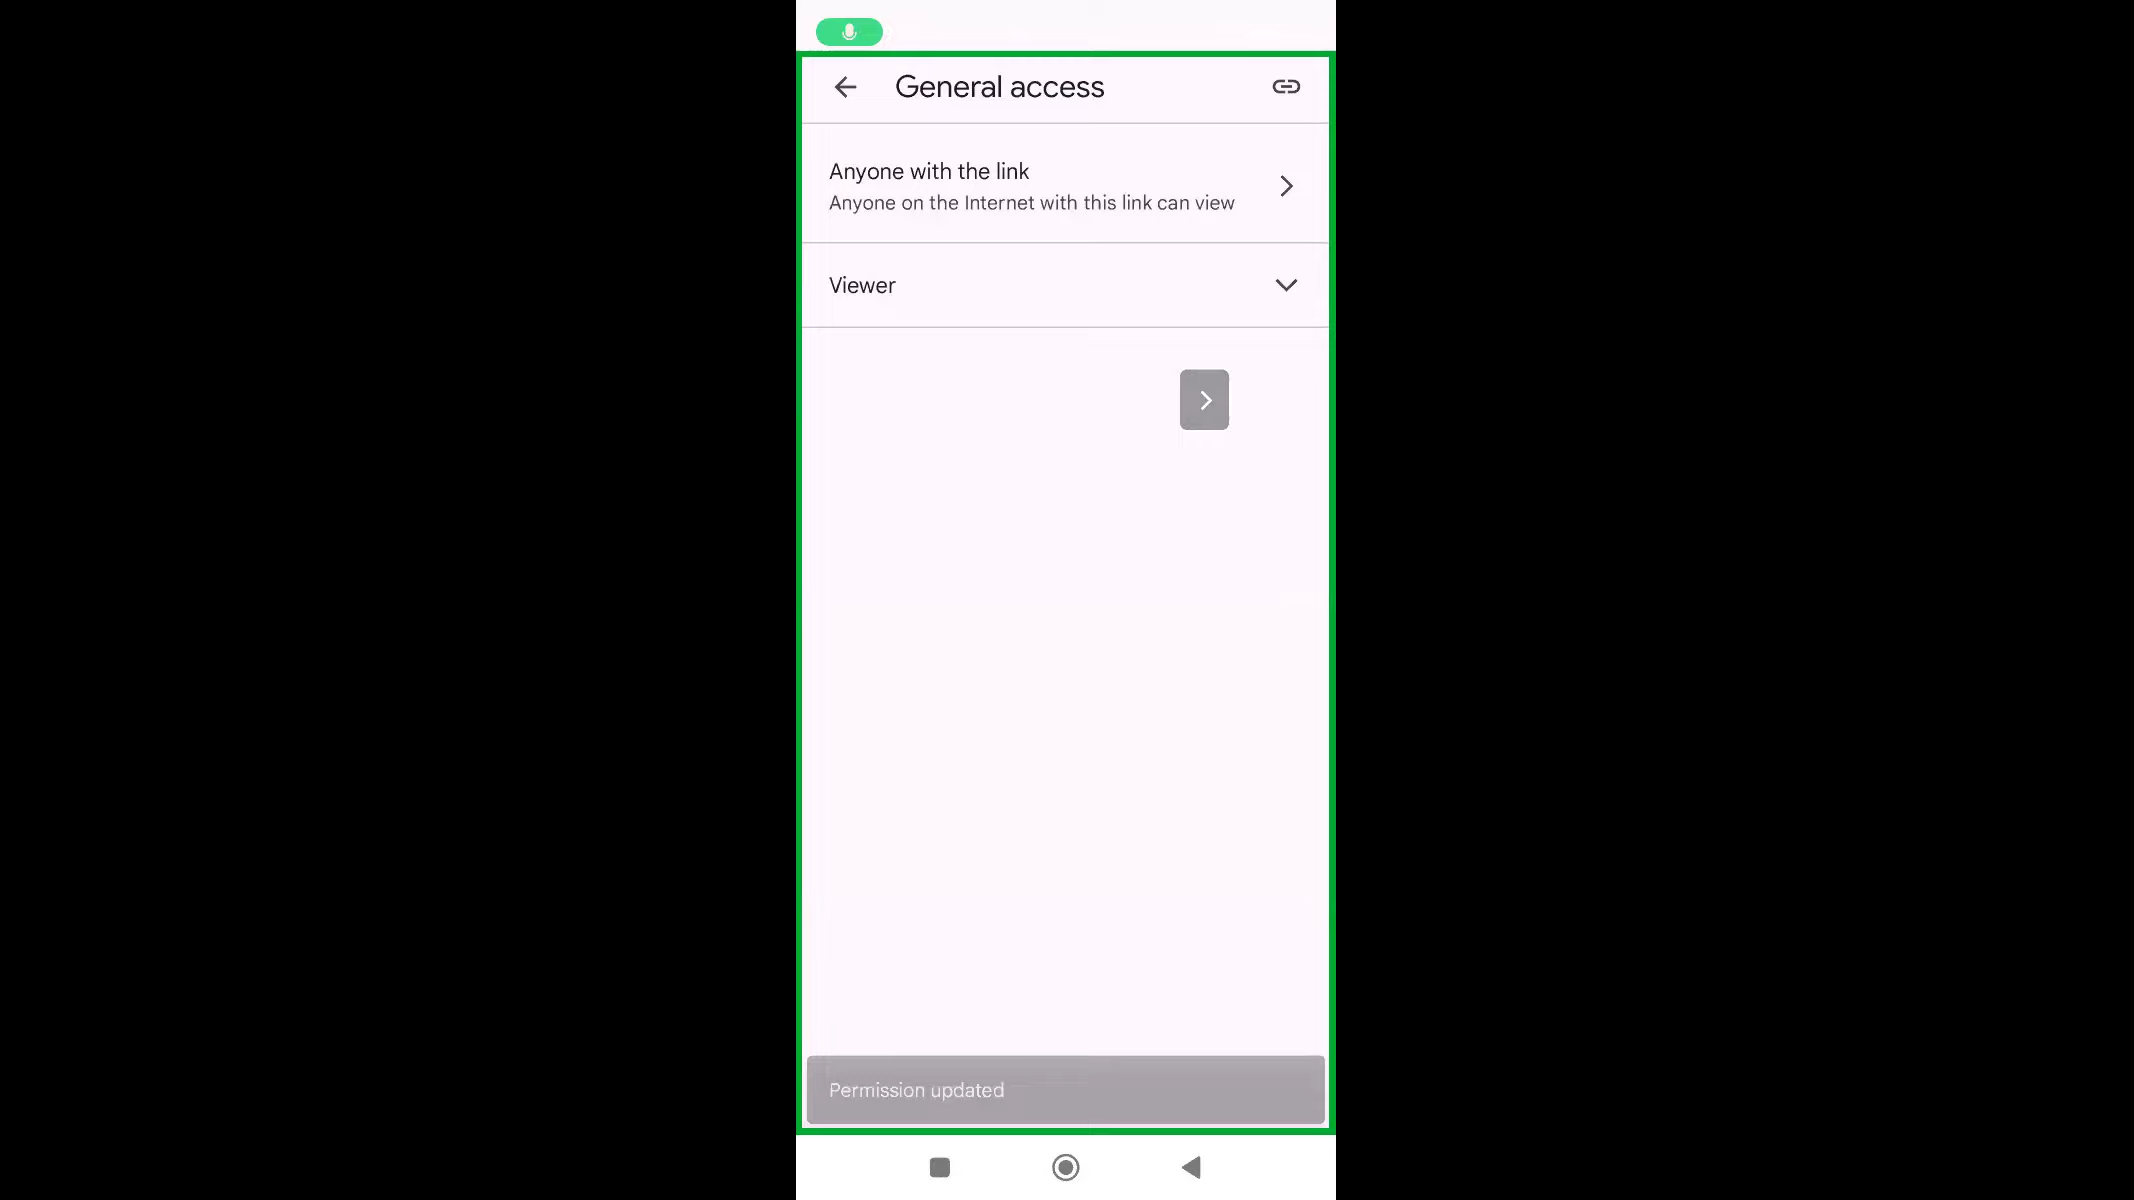 General access
Anyone with the link
Anyone on the Internet with this link can view
Viewer
Permission updated